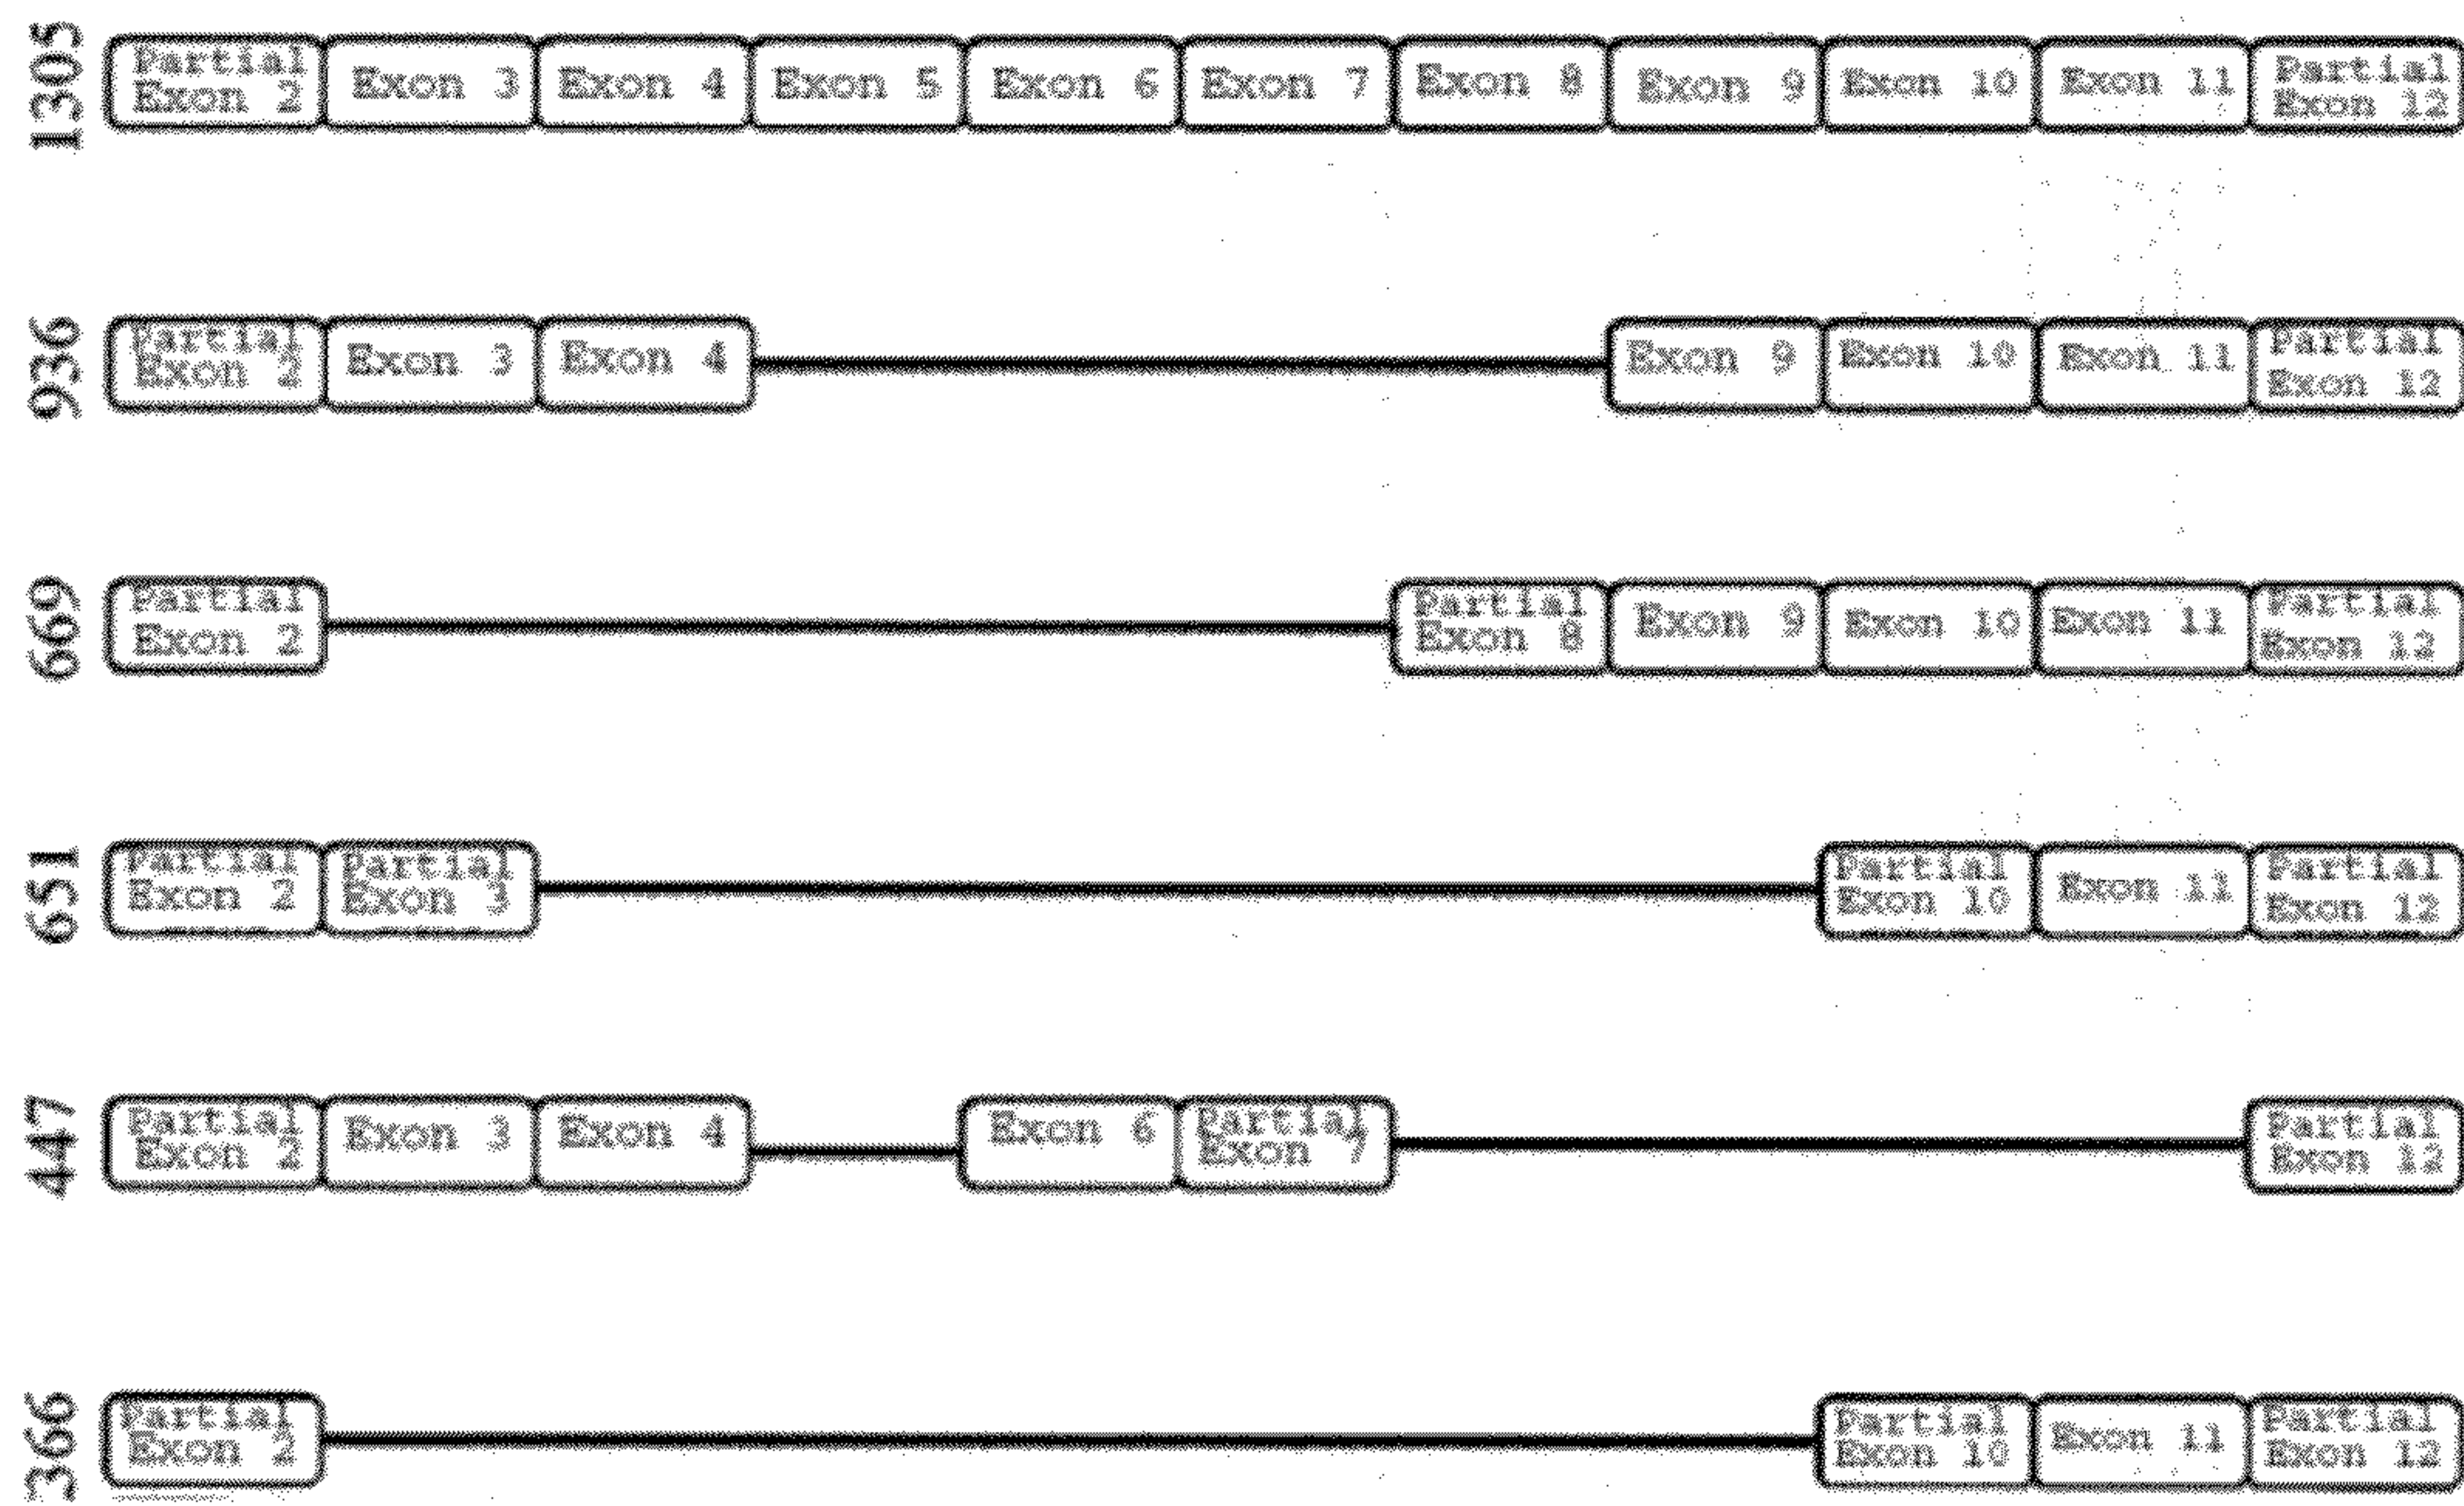 1305
Partial
Exon 2
Exon 3
Exon 4
Exon 5
Exon 6
Exon 7
Exon 8
Exon 9
Exon 10
Exon 11
Partial
Exon 12
936
Partial
Exon 2
Exon 3
Exon 4
Exon 9
Exon 10
Exon 11
Partial
Exon 12
669
Partial
Exon 2
Partial
Exon 8
Exon 9
Exon 10
Exon 11
Partial
Exon 12
651
Partial
Exon 2
Partial
Exon 3
Partial
Exon 10
Exon 11
Partial
Exon 12
447
Partial
Exon 2
Exon 3
Exon 4
Exon 6
Partial
Exon 7
Partial
Exon 12
366
Partial
Exon 2
Partial
Exon 10
Exon 11
Partial
Exon 12